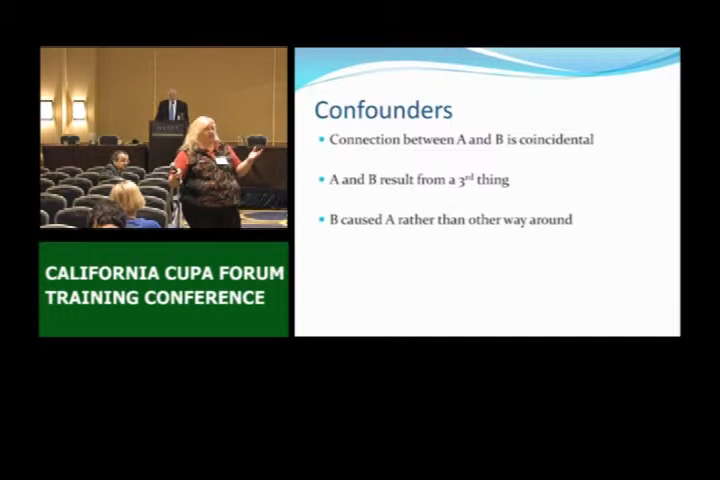 Confounders
• Connection between A and B is coincidental
• A and B result from a 3rd thing
• B caused A rather than other way around
CALIFORNIA CUPA FORUM
TRAINING CONFERENCE